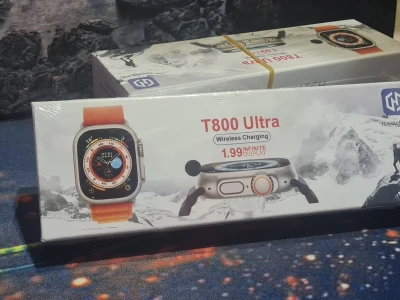 T800 Ultra
T800 Ultra
Wireless Charging
1.99 INFINITE
DISPLAY